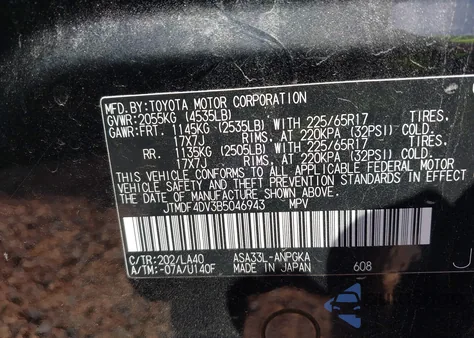 MFD. BY: TOYOTA MOTOR CORPORATION
GVWR: 2055KG (4535LB)
GAWR: FRT. 1145KG (2535LB) WITH 225/65R17 TIRES.
17X7J RIMS, AT 220KPA (32PSI) COLD.
RR. 1135KG (2505LB) WITH 225/65R17 TIRES.
17X7J RIMS, AT 220KPA (32PSI) COLD.
THIS VEHICLE CONFORMS TO ALL APPLICABLE FEDERAL MOTOR
VEHICLE SAFETY AND BUMPER STANDARDS IN EFFECT
THE DATE OF MANUFACTURE SHOWN ABOVE.
JTMDF4DV3B5046943 MPV
C/TR: 202/LA40 ASA33L-ANPGKA
A/TM: -07A/U140F MADE IN JAPAN 608